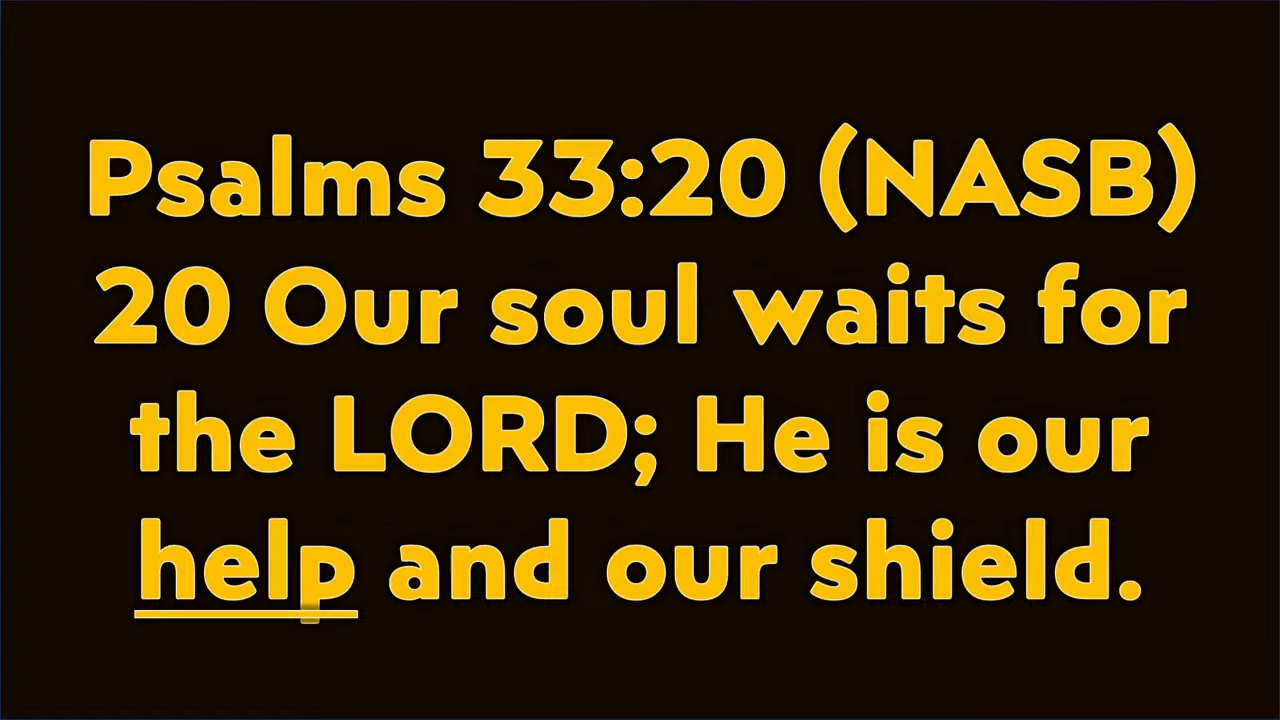 Psalms 33:20 (NASB)
20 Our soul waits for
the LORD; He is our
help and our shield.